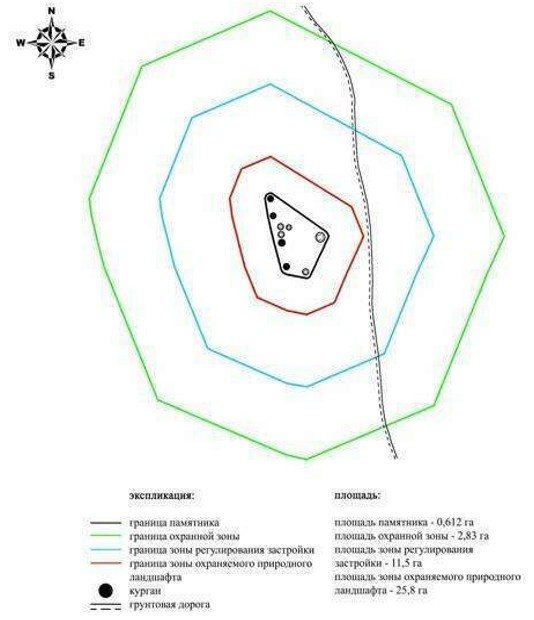 N
W E
S
экспликация:
граница памятника
граница охранной зоны
граница зоны регулирования застройки
граница зоны охраняемого природного
ландшафта
курган
грунтовая дорога
площадь:
площадь памятника - 0,612 га
площадь охранной зоны - 2,83 га
площадь зоны регулирования
застройки - 11,5 га
площадь зоны охраняемого природного
ландшафта - 25,8 га